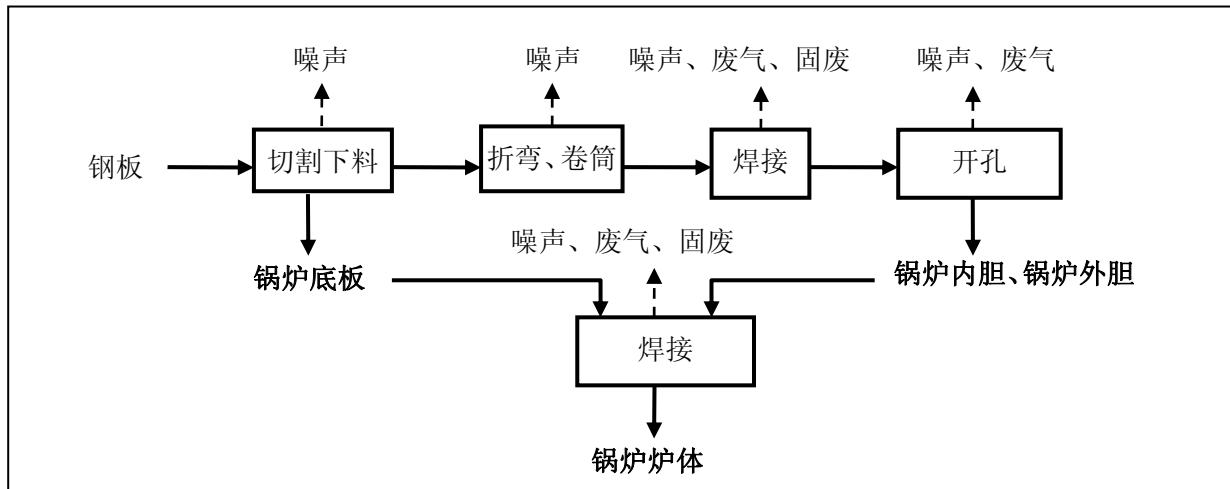 噪声
噪声
噪声、废气、固废
噪声、废气
钢板
切割下料
折弯、卷筒
焊接
开孔
噪声、废气、固废
锅炉底板
锅炉内胆、锅炉外胆
焊接
锅炉炉体